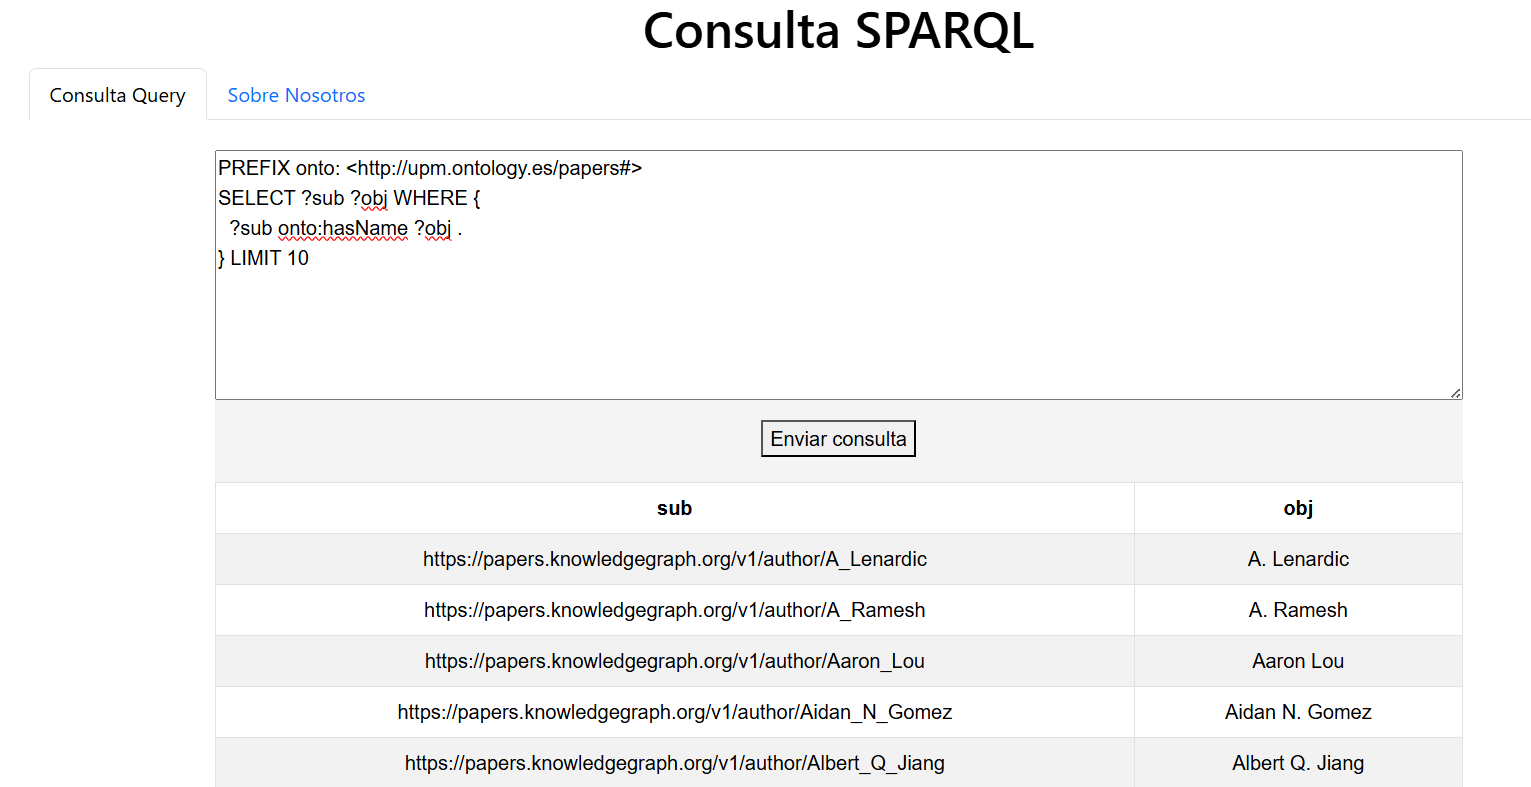 Consulta SPARQL
Consulta Query
Sobre Nosotros
PREFIX onto: <http://upm.ontology.es/papers#>
SELECT ?sub ?obj WHERE {
?sub onto:hasName ?obj .
} LIMIT 10
Enviar consulta
sub obj
https://papers.knowledgegraph.org/v1/author/A_Lenardic A. Lenardic
https://papers.knowledgegraph.org/v1/author/A_Ramesh A. Ramesh
https://papers.knowledgegraph.org/v1/author/Aaron_Lou Aaron Lou
https://papers.knowledgegraph.org/v1/author/Aidan_N_Gomez Aidan N. Gomez
https://papers.knowledgegraph.org/v1/author/Albert_Q_Jiang Albert Q. Jiang